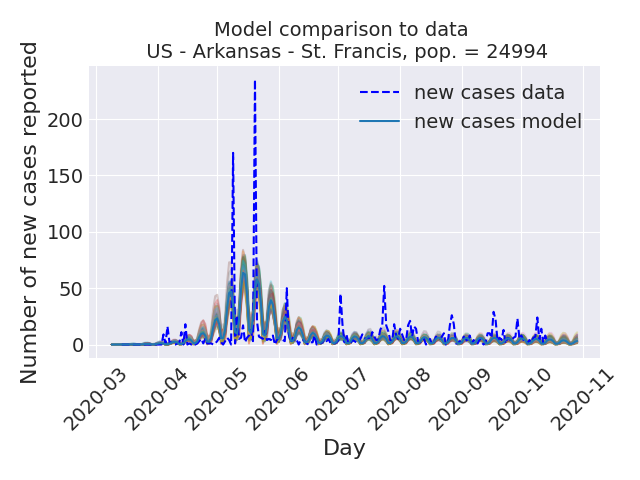 Model comparison to data
US - Arkansas - St. Francis, pop. = 24994
Number of new cases reported
200
150
100
50
0
new cases data
new cases model
2020-03
2020-04
2020-05
2020-06
2020-07
2020-08
2020-09
2020-10
2020-11
Day